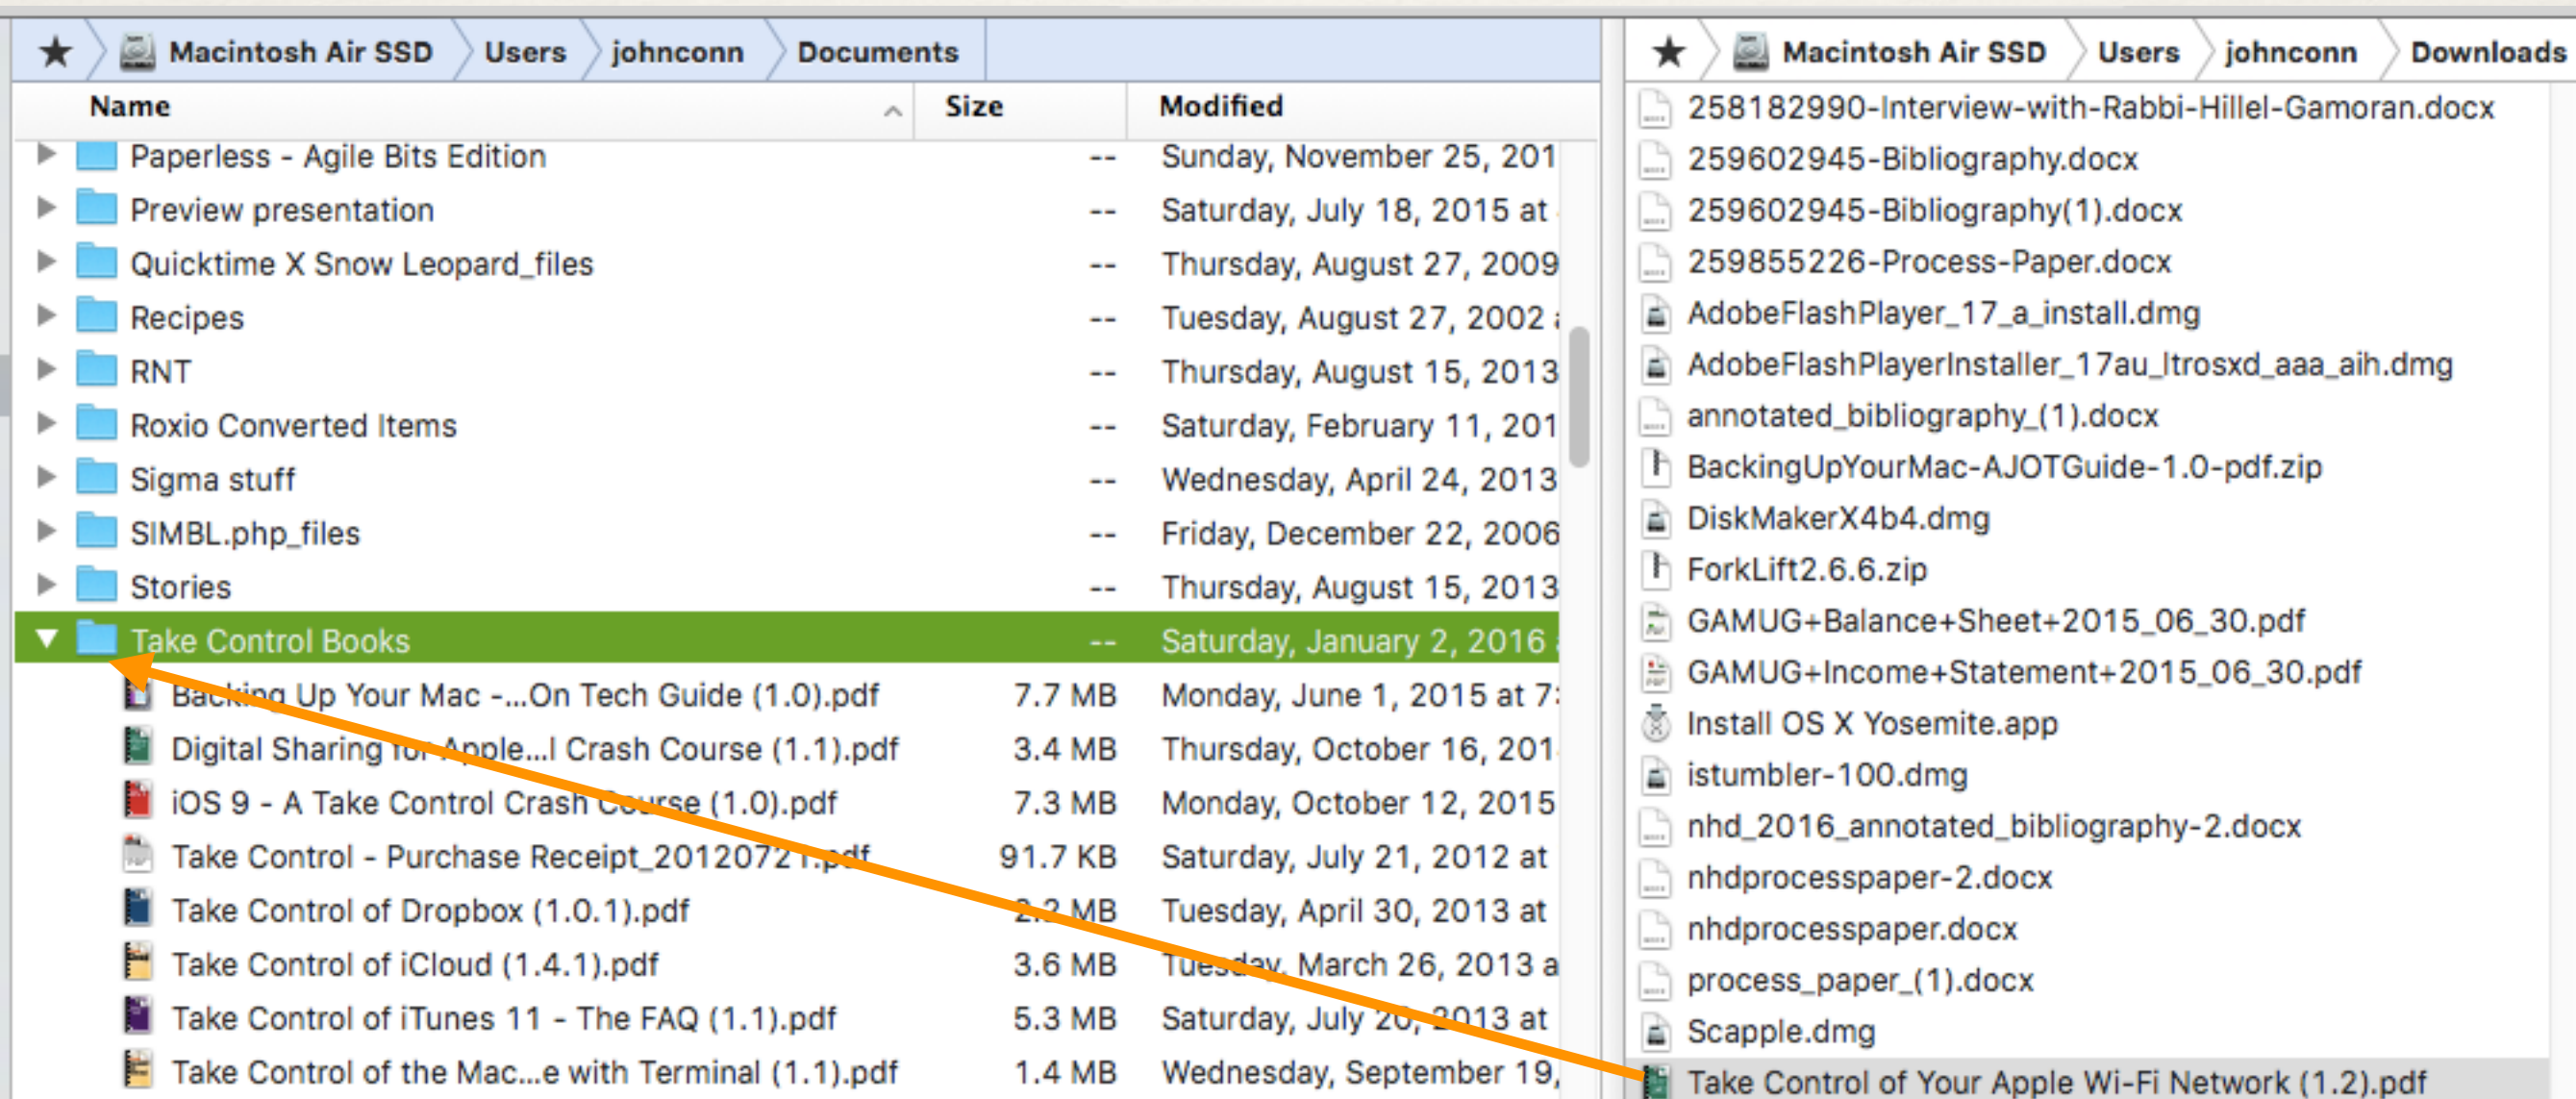 Macintosh Air SSD Users johnconn Documents
Name Size Modified
Paperless - Agile Bits Edition -- Sunday, November 25, 201
Preview presentation -- Saturday, July 18, 2015 at
Quicktime X Snow Leopard_files -- Thursday, August 27, 2009
Recipes -- Tuesday, August 27, 2002
RNT -- Thursday, August 15, 2013
Roxio Converted Items -- Saturday, February 11, 201
Sigma stuff -- Wednesday, April 24, 2013
SIMBL.php_files -- Friday, December 22, 2006
Stories -- Thursday, August 15, 2013
Take Control Books -- Saturday, January 2, 2016
Backing Up Your Mac -...On Tech Guide (1.0).pdf 7.7 MB Monday, June 1, 2015 at 7:
Digital Sharing for Apple...l Crash Course (1.1).pdf 3.4 MB Thursday, October 16, 201
iOS 9 - A Take Control Crash Course (1.0).pdf 7.3 MB Monday, October 12, 2015
Take Control - Purchase Receipt_20120721.pdf 91.7 KB Saturday, July 21, 2012 at
Take Control of Dropbox (1.0.1).pdf 2.2 MB Tuesday, April 30, 2013 at
Take Control of iCloud (1.4.1).pdf 3.6 MB Tuesday, March 26, 2013 a
Take Control of iTunes 11 - The FAQ (1.1).pdf 5.3 MB Saturday, July 20, 2013 at
Take Control of the Mac...e with Terminal (1.1).pdf 1.4 MB Wednesday, September 19,
Macintosh Air SSD Users johnconn Downloads
258182990-Interview-with-Rabbi-Hillel-Gamoran.docx
259602945-Bibliography.docx
259602945-Bibliography(1).docx
259855226-Process-Paper.docx
AdobeFlashPlayer_17_a_install.dmg
AdobeFlashPlayerInstaller_17au_ltrosxd_aaa_aih.dmg
annotated_bibliography_(1).docx
BackingUpYourMac-AJOTGuide-1.0-pdf.zip
DiskMakerX4b4.dmg
ForkLift2.6.6.zip
GAMUG+Balance+Sheet+2015_06_30.pdf
GAMUG+Income+Statement+2015_06_30.pdf
Install OS X Yosemite.app
istumbler-100.dmg
nhd_2016_annotated_bibliography-2.docx
nhdprocesspaper-2.docx
nhdprocesspaper.docx
process_paper_(1).docx
Scapple.dmg
Take Control of Your Apple Wi-Fi Network (1.2).pdf